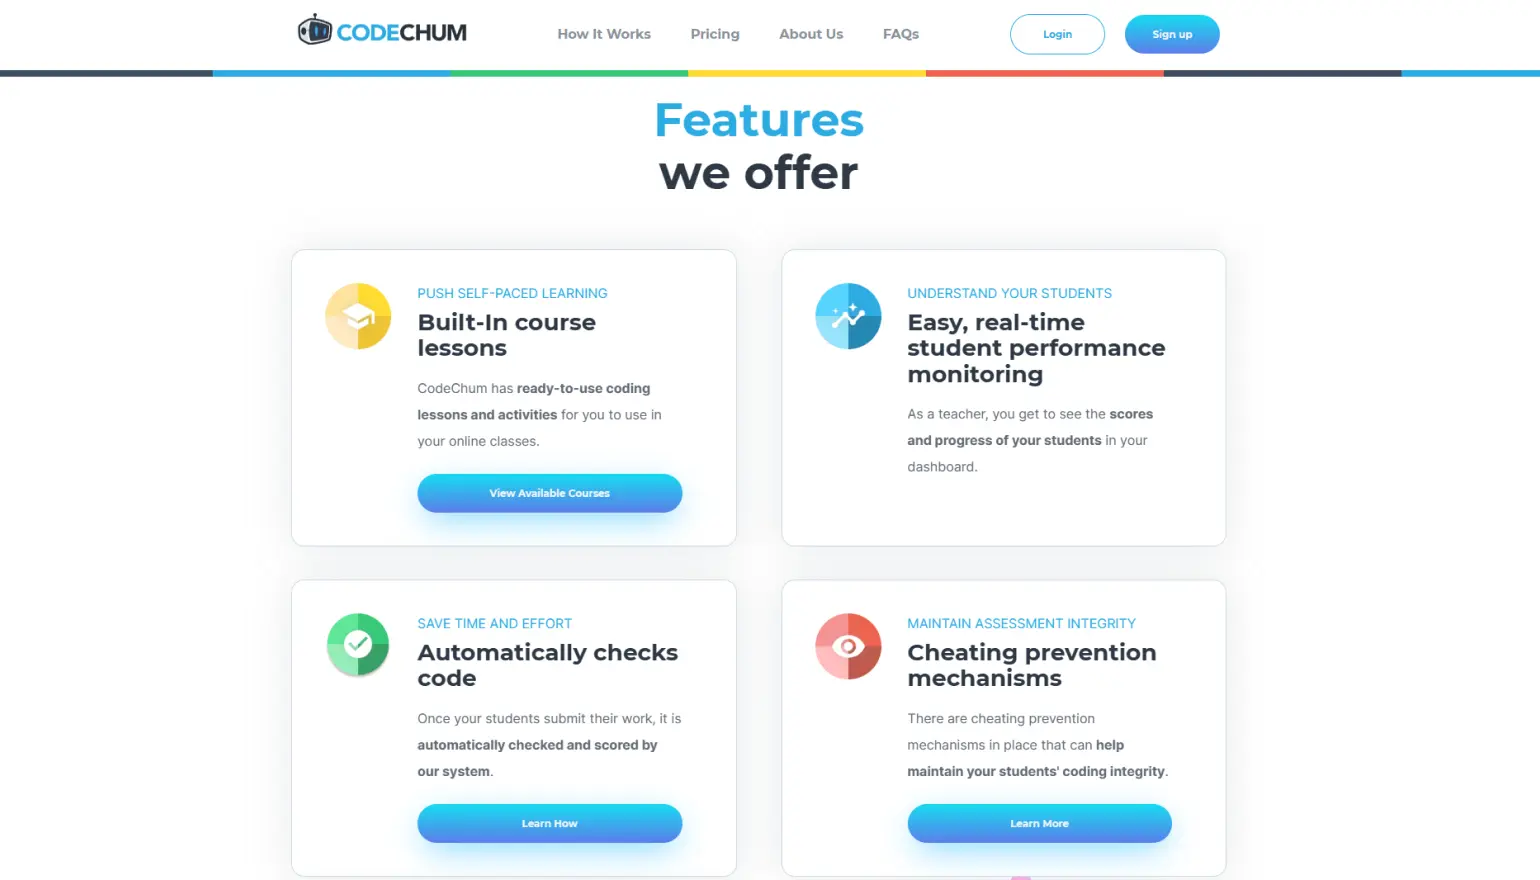 CODECHUM
How It Works
Pricing
About Us
FAQs
Login
Sign up
Features
we offer
PUSH SELF-PACED LEARNING
Built-In course
lessons
CodeChum has ready-to-use coding
lessons and activities for you to use in
your online classes.
View Available Courses
UNDERSTAND YOUR STUDENTS
Easy, real-time
student performance
monitoring
As a teacher, you get to see the scores
and progress of your students in your
dashboard.
SAVE TIME AND EFFORT
Automatically checks
code
Once your students submit their work, it is
automatically checked and scored by
our system.
Learn How
MAINTAIN ASSESSMENT INTEGRITY
Cheating prevention
mechanisms
There are cheating prevention
mechanisms in place that can help
maintain your students' coding integrity.
Learn More